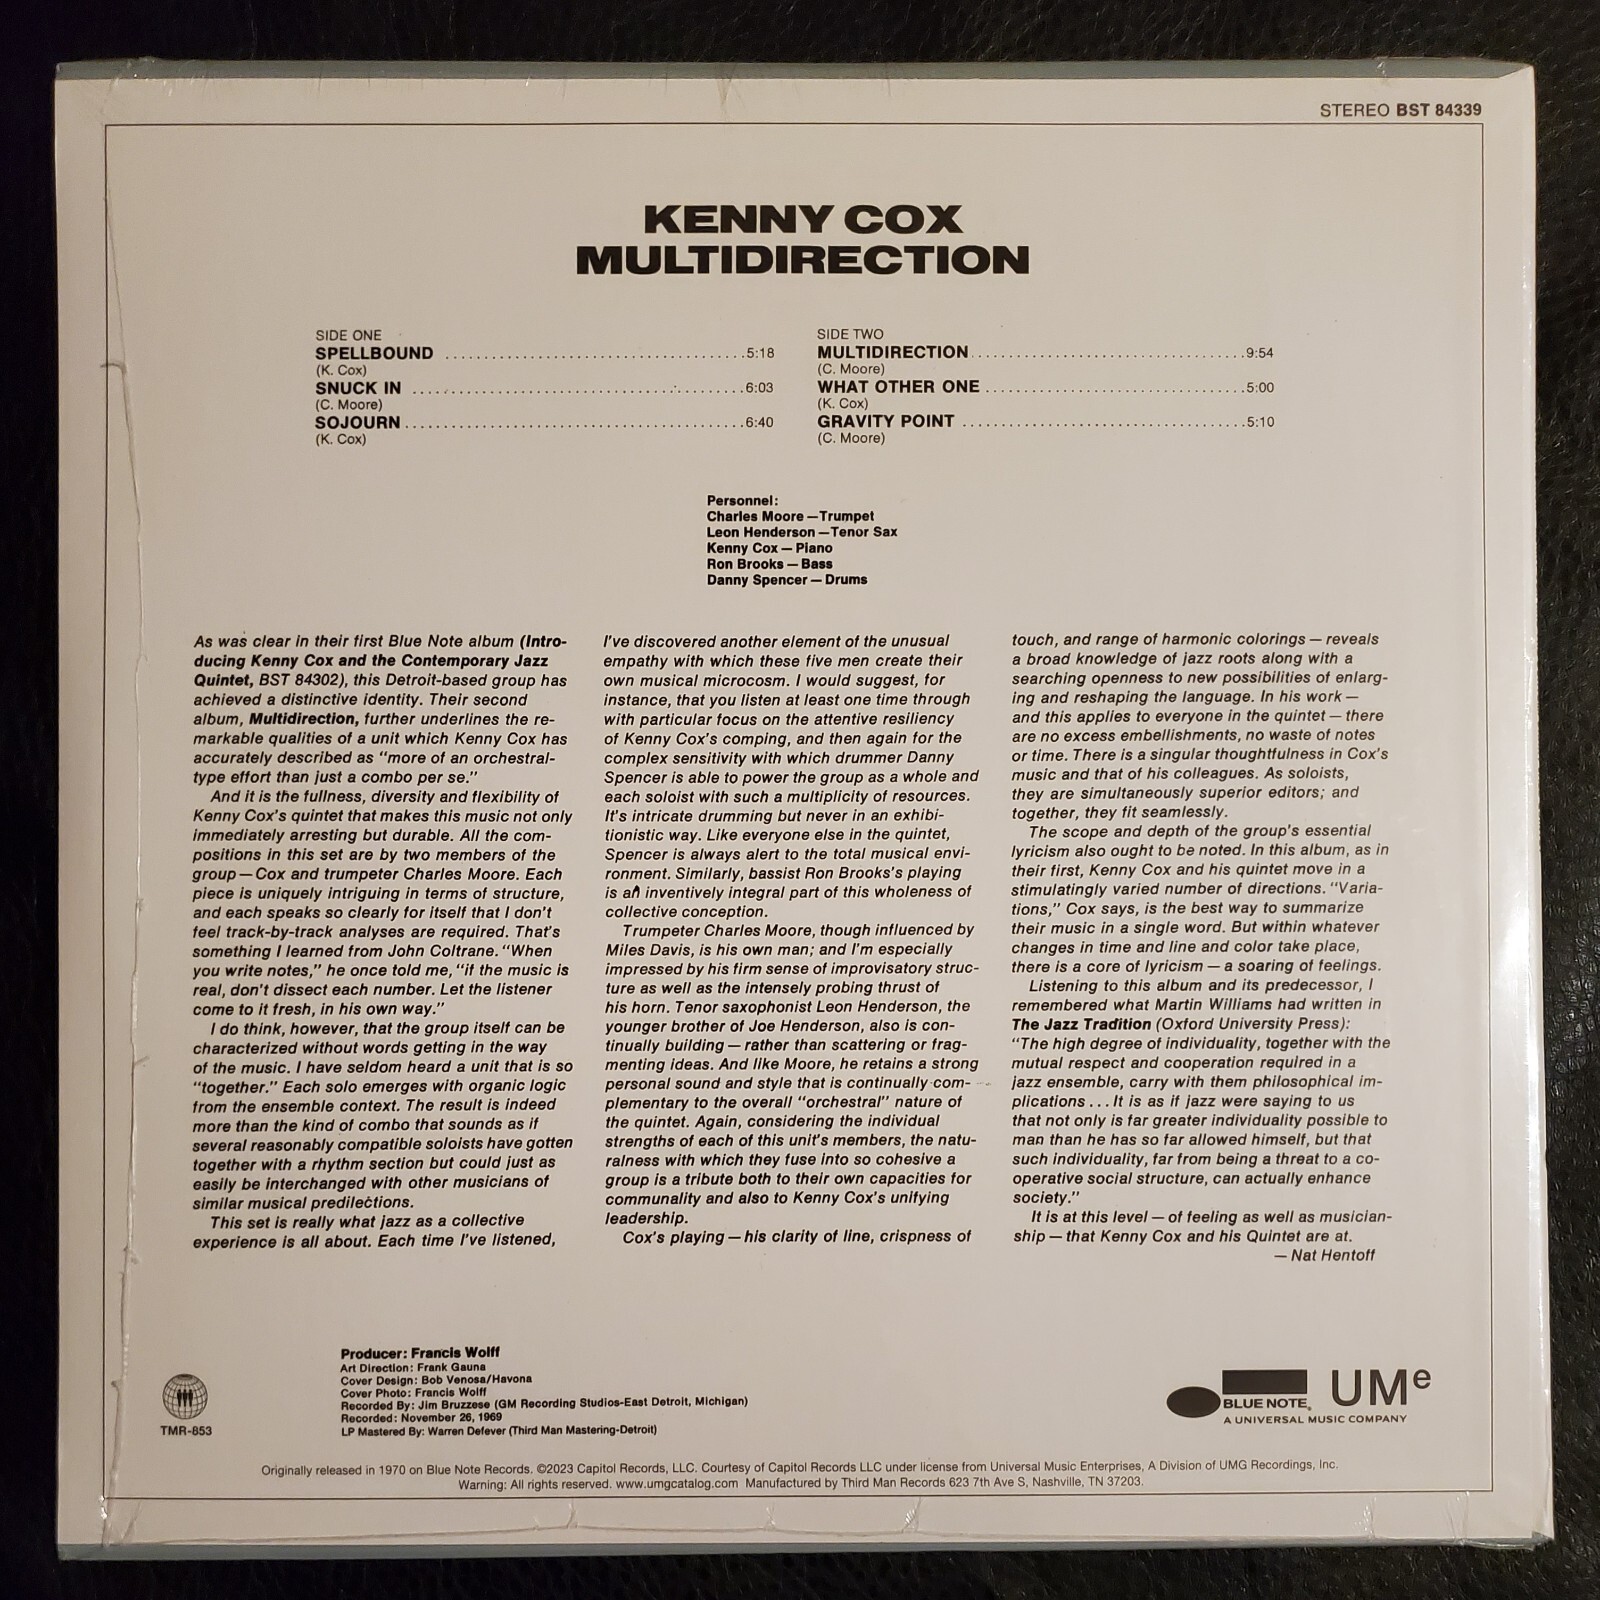 STEREO BST 84339
KENNY COX
MULTIDIRECTION
SIDE ONE
SPELLBOUND ........................................5:18
(K. Cox)
SNUCK IN ........................................6:03
(C. Moore)
SOJOURN........................................6:40
(K. Cox)
SIDE TWO
MULTIDIRECTION........................................9:54
(C. Moore)
WHAT OTHER ONE ........................................5:00
(K. Cox)
GRAVITY POINT ........................................5:10
(C. Moore)
Personnel:
Charles Moore—Trumpet
Leon Henderson—Tenor Sax
Kenny Cox—Piano
Ron Brooks—Bass
Danny Spencer—Drums
As was clear in their first Blue Note album (Intro-
ducing Kenny Cox and the Contemporary Jazz
Quintet, BST 84302), this Detroit-based group has
achieved a distinctive identity. Their second
album, Multidirection, further underlines the re-
markable qualities of a unit which Kenny Cox has
accurately described as “more of an orchestral-
type effort than just a combo per se.”
And it is the fullness, diversity and flexibility of
Kenny Cox's quintet that makes this music not only
immediately arresting but durable. All the com-
positions in this set are by two members of the
group—Cox and trumpeter Charles Moore. Each
piece is uniquely intriguing in terms of structure,
and each speaks so clearly for itself that I don't
feel track-by-track analyses are required. That's
something I learned from John Coltrane. “When
you write notes,” he once told me, “if the music is
real, don't dissect each number. Let the listener
come to it fresh, in his own way.”
I do think, however, that the group itself can be
characterized without words getting in the way
of the music. I have seldom heard a unit that is so
“together.” Each solo emerges with organic logic
from the ensemble context. The result is indeed
more than the kind of combo that sounds as if
several reasonably compatible soloists have gotten
together with a rhythm section but could just as
easily be interchanged with other musicians of
similar musical predilections.
This set is really what jazz as a collective
experience is all about. Each time I've listened,
I've discovered another element of the unusual
empathy with which these five men create their
own musical microcosm. I would suggest, for
instance, that you listen at least one time through
with particular focus on the attentive resiliency
of Kenny Cox's comping, and then again for the
complex sensitivity with which drummer Danny
Spencer is able to power the group as a whole and
each soloist with such a multiplicity of resources.
It's intricate drumming but never in an exhibi-
tionistic way. Like everyone else in the quintet,
Spencer is always alert to the total musical envi-
ronment. Similarly, bassist Ron Brooks's playing
is an inventively integral part of this wholeness of
collective conception.
Trumpeter Charles Moore, though influenced by
Miles Davis, is his own man; and I'm especially
impressed by his firm sense of improvisatory struc-
ture as well as the intensely probing thrust of
his horn. Tenor saxophonist Leon Henderson, the
younger brother of Joe Henderson, also is con-
tinually building—rather than scattering or frag-
menting ideas. And like Moore, he retains a strong
personal sound and style that is continually com-
plementary to the overall “orchestral” nature of
the quintet. Again, considering the individual
strengths of each of this unit's members, the natu-
ralness with which they fuse into so cohesive a
group is a tribute both to their own capacities for
communality and also to Kenny Cox's unifying
leadership.
Cox's playing—his clarity of line, crispness of
touch, and range of harmonic colorings—reveals
a broad knowledge of jazz roots along with a
searching openness to new possibilities of enlarg-
ing and reshaping the language. In his work—
and this applies to everyone in the quintet—there
are no excess embellishments, no waste of notes
or time. There is a singular thoughtfulness in Cox's
music and that of his colleagues. As soloists,
they are simultaneously superior editors; and
together, they fit seamlessly.
The scope and depth of the group's essential
lyricism also ought to be noted. In this album, as in
their first, Kenny Cox and his quintet move in a
stimulatingly varied number of directions. “Varia-
tions,” Cox says, is the best way to summarize
their music in a single word. But within whatever
changes in time and line and color take place,
there is a core of lyricism—a soaring of feelings.
Listening to this album and its predecessor, I
remembered what Martin Williams had written in
The Jazz Tradition (Oxford University Press):
“The high degree of individuality, together with the
mutual respect and cooperation required in a
jazz ensemble, carry with them philosophical im-
plications...It is as if jazz were saying to us
that not only is far greater individuality possible to
man than he has so far allowed himself, but that
such individuality, far from being a threat to a co-
operative social structure, can actually enhance
society.”
It is at this level—of feeling as well as musician-
ship—that Kenny Cox and his Quintet are at.
—Nat Hentoff
Producer: Francis Wolff
Art Direction: Frank Gauna
Cover Design: Bob Venosa/Havona
Cover Photo: Francis Wolff
Recorded By: Jim Bruzzese (GM Recording Studios-East Detroit, Michigan)
Recorded: November 26, 1969
LP Mastered By: Warren Defever (Third Man Mastering-Detroit)
TMR-853
BLUE NOTE®
UMe
A UNIVERSAL MUSIC COMPANY
Originally released in 1970 on Blue Note Records. ©2023 Capitol Records, LLC. Courtesy of Capitol Records LLC under license from Universal Music Enterprises, A Division of UMG Recordings, Inc.
Warning: All rights reserved. www.umgcatalog.com Manufactured by Third Man Records 623 7th Ave S, Nashville, TN 37203.